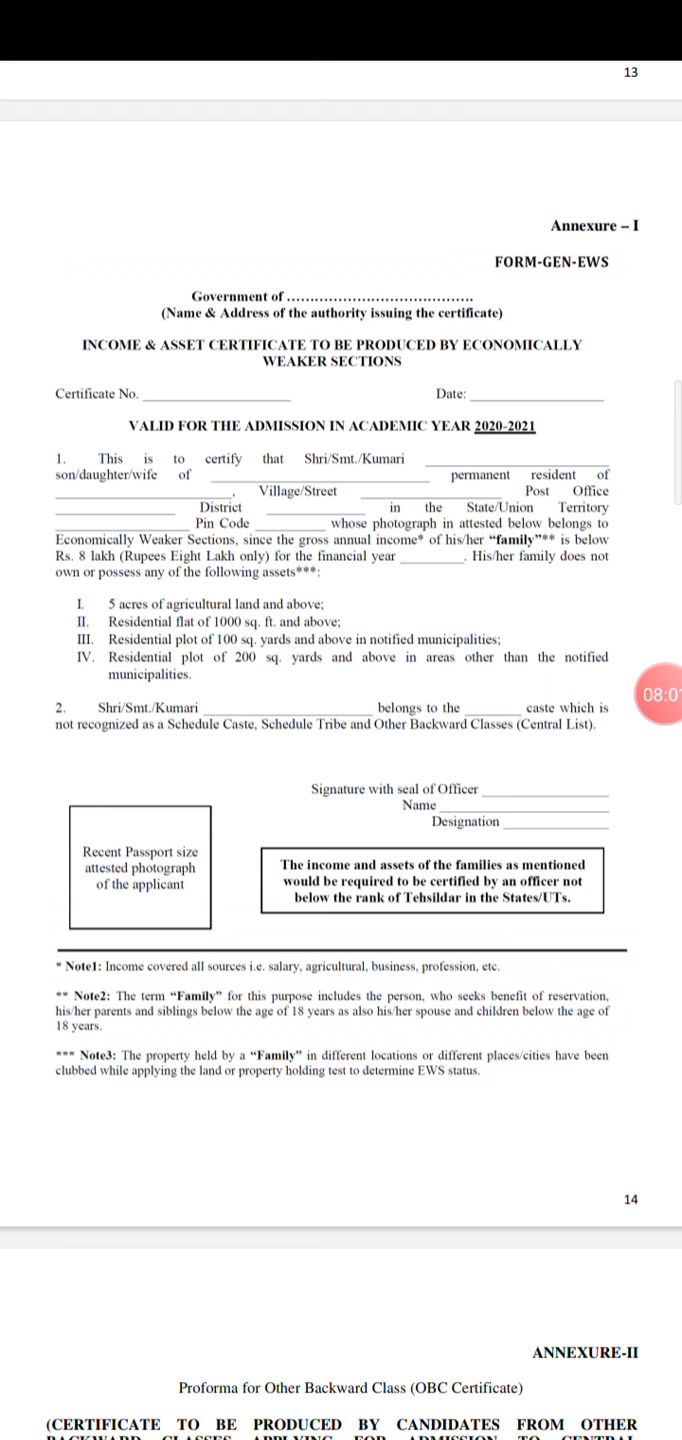 13
Annexure – I
FORM-GEN-EWS
Government of ........................................
(Name & Address of the authority issuing the certificate)
INCOME & ASSET CERTIFICATE TO BE PRODUCED BY ECONOMICALLY
WEAKER SECTIONS
Certificate No. ____________________ Date: __________________
VALID FOR THE ADMISSION IN ACADEMIC YEAR 2020-2021
1. This is to certify that Shri/Smt./Kumari ________________________
son/daughter/wife of ____________________________ permanent resident of
_______________________, Village/Street __________________ Post Office
________________ District _____________ in the State/Union Territory
__________________ Pin Code _________ whose photograph in attested below belongs to
Economically Weaker Sections, since the gross annual income* of his/her “family”** is below
Rs. 8 lakh (Rupees Eight Lakh only) for the financial year ________. His/her family does not
own or possess any of the following assets***:
I. 5 acres of agricultural land and above;
II. Residential flat of 1000 sq. ft. and above;
III. Residential plot of 100 sq. yards and above in notified municipalities;
IV. Residential plot of 200 sq. yards and above in areas other than the notified
municipalities.
08:0
2. Shri/Smt./Kumari ______________________ belongs to the _______ caste which is
not recognized as a Schedule Caste, Schedule Tribe and Other Backward Classes (Central List).
Signature with seal of Officer ________________
Name ______________________
Designation ______________
Recent Passport size
attested photograph
of the applicant
The income and assets of the families as mentioned
would be required to be certified by an officer not
below the rank of Tehsildar in the States/UTs.
* Note1: Income covered all sources i.e. salary, agricultural, business, profession, etc.
** Note2: The term “Family” for this purpose includes the person, who seeks benefit of reservation,
his/her parents and siblings below the age of 18 years as also his/her spouse and children below the age of
18 years.
*** Note3: The property held by a “Family” in different locations or different places/cities have been
clubbed while applying the land or property holding test to determine EWS status.
14
ANNEXURE-II
Proforma for Other Backward Class (OBC Certificate)
(CERTIFICATE TO BE PRODUCED BY CANDIDATES FROM OTHER